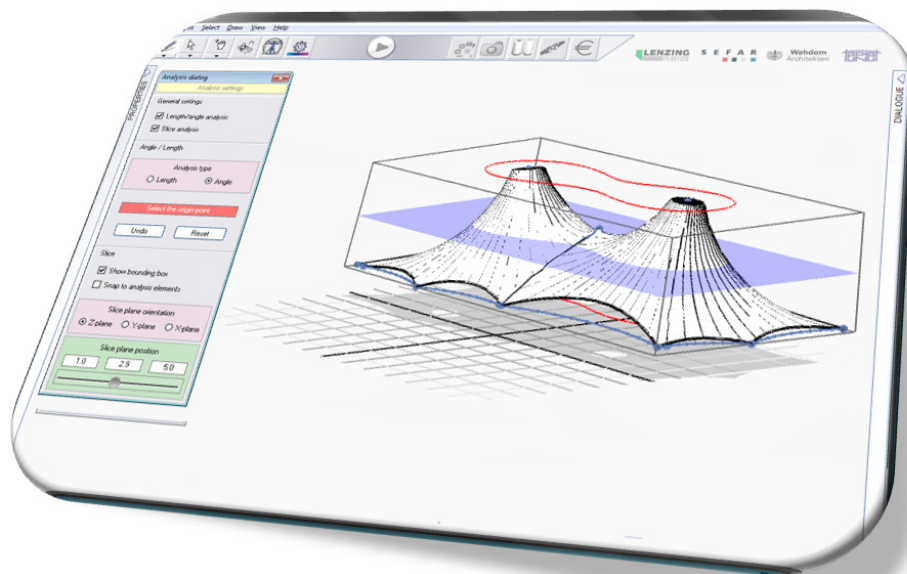 Select Draw View Help
LENZING
PLASTICS
SEFAR
Wehdorn
Architekten
PROPERTIES
DIALOGUE
Analysis dialog
Analysis settings
General settings
Length/angle analysis
Slice analysis
Angle / Length
Analysis type
Length Angle
Select the origin point
Undo Reset
Slice
Show bounding box
Snap to analysis elements
Slice plane orientation
Z-plane Y-plane X-plane
Slice plane position
1.0 2.9 5.0